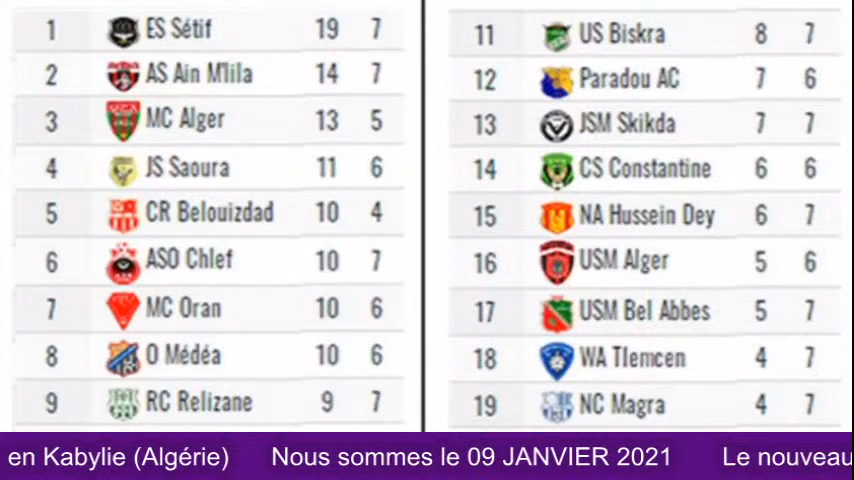 1 ES Sétif 19 7
2 AS Ain M'lila 14 7
3 MC Alger 13 5
4 JS Saoura 11 6
5 CR Belouizdad 10 4
6 ASO Chlef 10 7
7 MC Oran 10 6
8 O Médéa 10 6
9 RC Relizane 9 7
11 US Biskra 8 7
12 Paradou AC 7 6
13 JSM Skikda 7 7
14 CS Constantine 6 6
15 NA Hussein Dey 6 7
16 USM Alger 5 6
17 USM Bel Abbes 5 7
18 WA Tlemcen 4 7
19 NC Magra 4 7
en Kabylie (Algérie) Nous sommes le 09 JANVIER 2021 Le nouveau